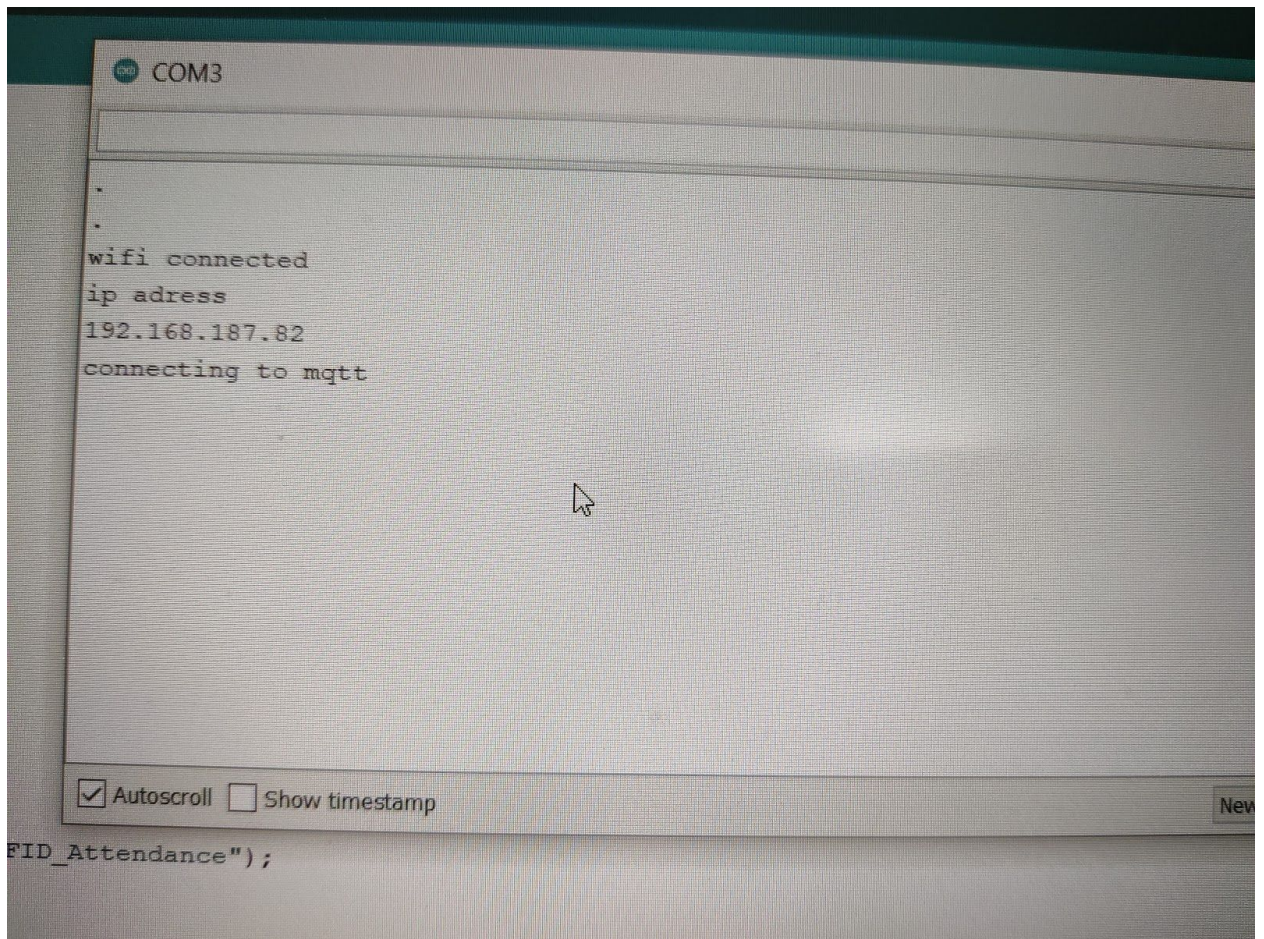 COM3
.
.
wifi connected
ip adress
192.168.187.82
connecting to mqtt
Autoscroll Show timestamp
New
FID_Attendance");